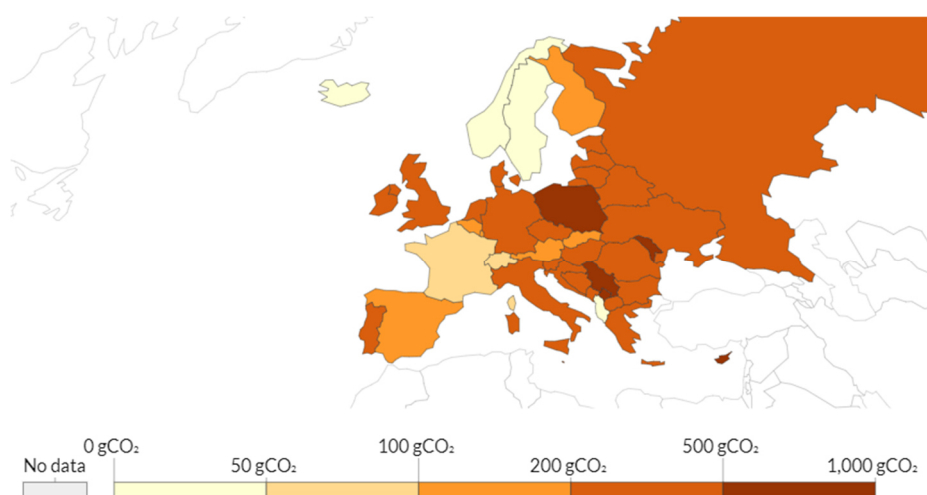 0 gCO₂ 100 gCO₂ 500 gCO₂
No data 50 gCO₂ 200 gCO₂ 1,000 gCO₂